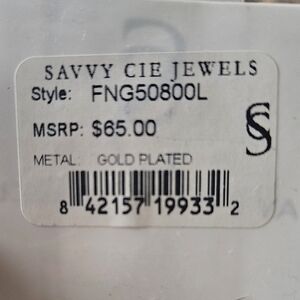 SAVVY CIE JEWELS
Style: FNG50800L
MSRP: $65.00
METAL: GOLD PLATED
8 42157 19933 2